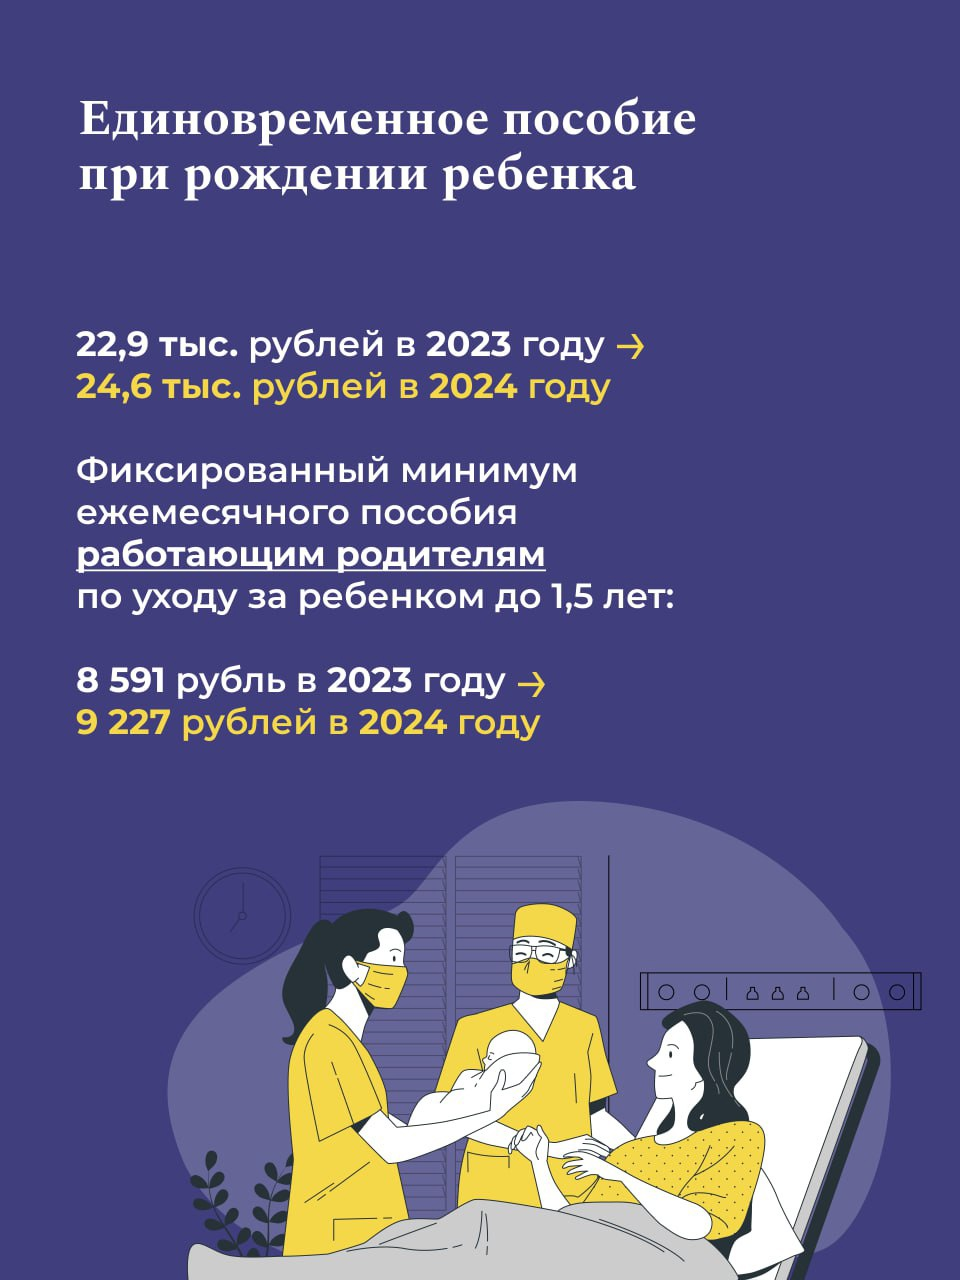 Единовременное пособие
при рождении ребенка
22,9 тыс. рублей в 2023 году →
24,6 тыс. рублей в 2024 году
Фиксированный минимум
ежемесячного пособия
работающим родителям
по уходу за ребенком до 1,5 лет:
8 591 рубль в 2023 году →
9 227 рублей в 2024 году